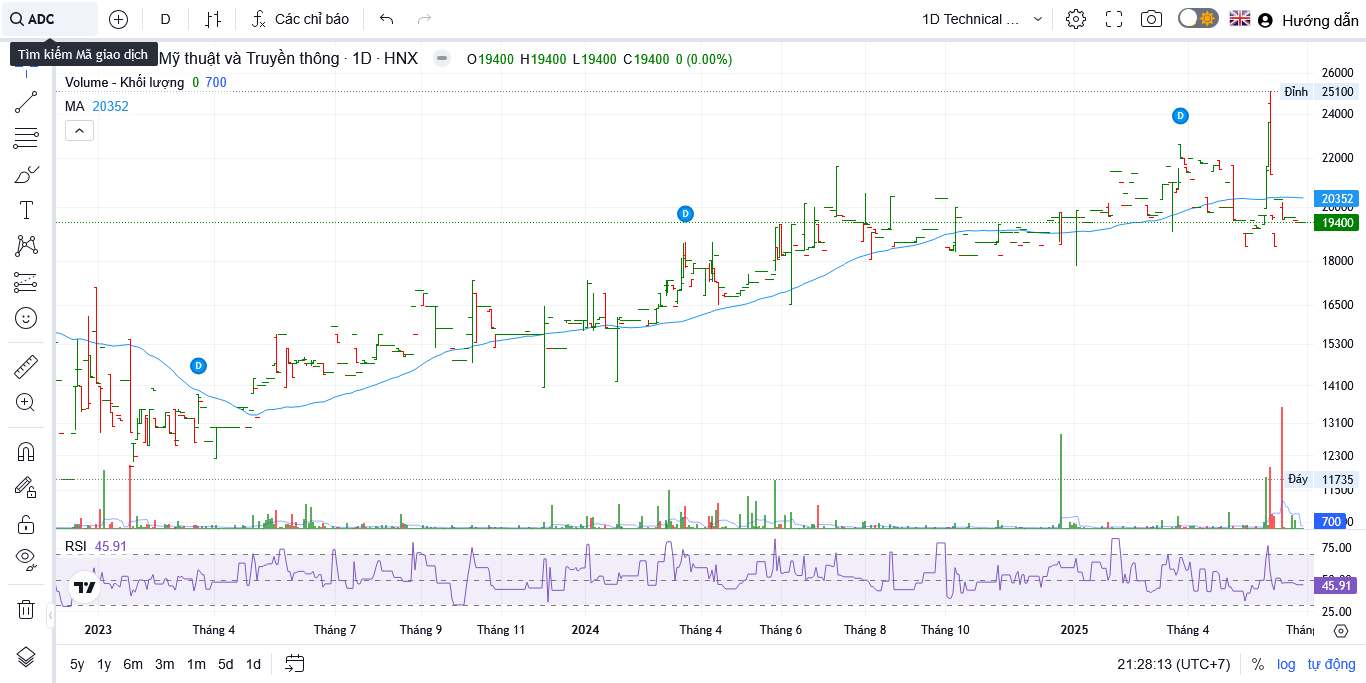 ADC
D
Các chỉ báo
1D Technical ...
Hướng dẫn
Tìm kiếm Mã giao dịch
Mỹ thuật và Truyền thông · 1D · HNX
O19400 H19400 L19400 C19400 0 (0.00%)
Volume - Khối lượng 0 700
MA 20352
26000
Đỉnh 25100
24000
D
22000
20352
D
19400
18000
16500
15300
D
14100
13100
12300
Đáy 11735
11500
700
RSI 45.91
75.00
45.91
25.00
2023 Tháng 4 Tháng 7 Tháng 9 Tháng 11 2024 Tháng 4 Tháng 6 Tháng 8 Tháng 10 2025 Tháng 4
5y 1y 6m 3m 1m 5d 1d
21:28:13 (UTC+7) % log tự động